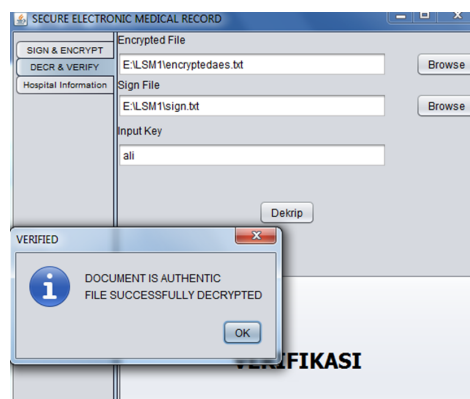 SECURE ELECTRONIC MEDICAL RECORD
SIGN & ENCRYPT
DECR & VERIFY
Hospital Information
Encrypted File
E:\LSM1\encryptedaes.txt
Browse
Sign File
E:\LSM1\sign.txt
Browse
Input Key
ali
Dekrip
VERIFIED
DOCUMENT IS AUTHENTIC
FILE SUCCESSFULLY DECRYPTED
OK
VERIFIKASI